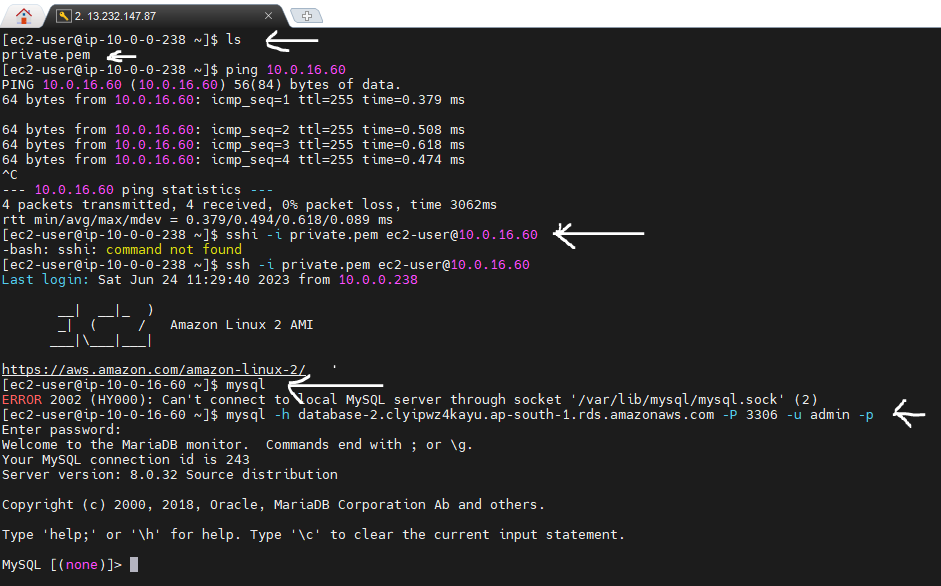 2. 13.232.147.87
[ec2-user@ip-10-0-0-238 ~]$ ls
private.pem
[ec2-user@ip-10-0-0-238 ~]$ ping 10.0.16.60
PING 10.0.16.60 (10.0.16.60) 56(84) bytes of data.
64 bytes from 10.0.16.60: icmp_seq=1 ttl=255 time=0.379 ms
64 bytes from 10.0.16.60: icmp_seq=2 ttl=255 time=0.508 ms
64 bytes from 10.0.16.60: icmp_seq=3 ttl=255 time=0.618 ms
64 bytes from 10.0.16.60: icmp_seq=4 ttl=255 time=0.474 ms
^C
--- 10.0.16.60 ping statistics ---
4 packets transmitted, 4 received, 0% packet loss, time 3062ms
rtt min/avg/max/mdev = 0.379/0.494/0.618/0.089 ms
[ec2-user@ip-10-0-0-238 ~]$ sshi -i private.pem ec2-user@10.0.16.60
-bash: sshi: command not found
[ec2-user@ip-10-0-0-238 ~]$ ssh -i private.pem ec2-user@10.0.16.60
Last login: Sat Jun 24 11:29:40 2023 from 10.0.0.238
__|  __|_  )
_|  (     /   Amazon Linux 2 AMI
___|\___|___|
https://aws.amazon.com/amazon-linux-2/
[ec2-user@ip-10-0-16-60 ~]$ mysql
ERROR 2002 (HY000): Can't connect to local MySQL server through socket '/var/lib/mysql/mysql.sock' (2)
[ec2-user@ip-10-0-16-60 ~]$ mysql -h database-2.clyipwz4kayu.ap-south-1.rds.amazonaws.com -P 3306 -u admin -p
Enter password:
Welcome to the MariaDB monitor.  Commands end with ; or \g.
Your MySQL connection id is 243
Server version: 8.0.32 Source distribution
Copyright (c) 2000, 2018, Oracle, MariaDB Corporation Ab and others.
Type 'help;' or '\h' for help. Type '\c' to clear the current input statement.
MySQL [(none)]>